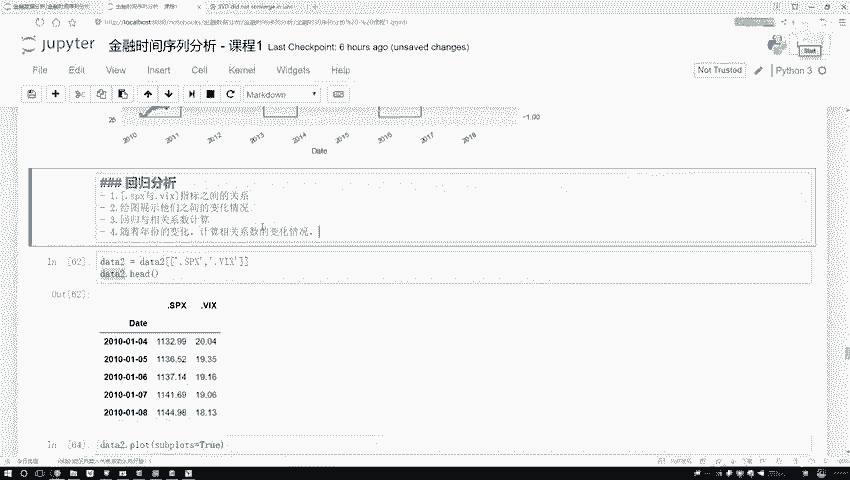 http://localhost:8888/notebooks/
jupyter 金融时间序列分析 - 课程1 Last Checkpoint: 6 hours ago (unsaved changes)
File Edit View Insert Cell Kernel Widgets Help
Not Trusted Python 3
Markdown
25
-1.00
2010 2011 2012 2013 2014 2015 2016 2017 2018
Date
### 回归分析
- 1.[.spx与.vix]指标之间的关系
- 2.绘图展示他们之间的变化情况
- 3.回归与相关系数计算
- 4.随着年份的变化，计算相关系数的变化情况。
In [62]: data2 = data2[['.SPX','.VIX']]
data2.head()
Out[62]:
.SPX .VIX
Date
2010-01-04 1132.99 20.04
2010-01-05 1136.52 19.35
2010-01-06 1137.14 19.16
2010-01-07 1141.69 19.06
2010-01-08 1144.98 18.13
In [64]: data2.plot(subplots=True)